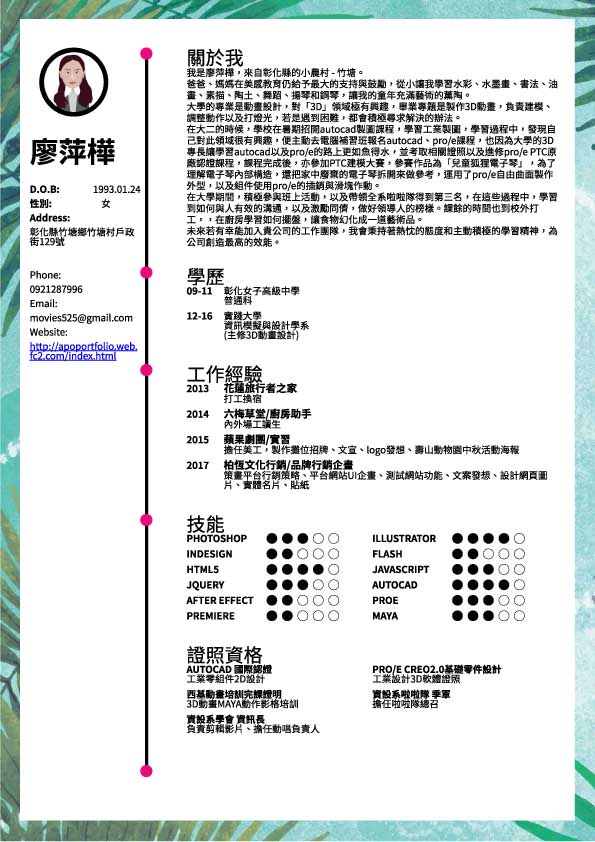 廖萍樺
D.O.B: 1993.01.24
性別: 女
Address:
彰化縣竹塘鄉竹塘村戶政
街129號
Phone:
0921287996
Email:
movies525@gmail.com
Website:
http://apoportfolio.web.
fc2.com/index.html
關於我
我是廖萍樺，來自彰化縣的小農村 - 竹塘。
爸爸、媽媽在美感教育仍給予最大的支持與鼓勵，從小讓我學習水彩、水墨畫、書法、油
畫、素描、陶土、舞蹈、揚琴和鋼琴，讓我的童年充滿藝術的薰陶。
大學的專業是動畫設計，對「3D」領域極有興趣，畢業專題是製作3D動畫，負責建模、
調整動作以及打燈光，若是遇到困難，都會積極尋求解決的辦法。
在大二的時候，學校在暑期招開autocad製圖課程，學習工業製圖，學習過程中，發現自
己對此領域很有興趣，便主動去電腦補習班報名autocad、pro/e課程，也因為大學的3D
專長讓學習autocad以及pro/e的路上更如魚得水，並考取相關證照以及進修pro/e PTC原
廠認證課程，課程完成後，亦參加PTC建模大賽，參賽作品為「兒童狐狸電子琴」，為了
理解電子琴內部構造，還把家中廢棄的電子琴拆開來做參考，運用了pro/e自由曲面製作
外型，以及組件使用pro/e的插銷與滑塊作動。
在大學期間，積極參與班上活動，以及帶領全系啦啦隊得到第三名，在這些過程中，學習
到如何與人有效的溝通，以及激勵同儕，做好領導人的榜樣。課餘的時間也到校外打
工，，在廚房學習如何擺盤，讓食物幻化成一道藝術品。
未來若有幸能加入貴公司的工作團隊，我會秉持著熱忱的態度和主動積極的學習精神，為
公司創造最高的效能。
學歷
09-11 彰化女子高級中學
普通科
12-16 實踐大學
資訊模擬與設計學系
(主修3D動畫設計)
工作經驗
2013 花蓮旅行者之家
打工換宿
2014 六梅草堂/廚房助手
內外場工讀生
2015 蘋果劇團/實習
擔任美工，製作攤位招牌、文宣、logo發想、壽山動物園中秋活動海報
2017 柏恆文化行銷/品牌行銷企畫
策畫平台行銷策略、平台網站UI企畫、測試網站功能、文案發想、設計網頁圖
片、實體名片、貼紙
技能
PHOTOSHOP ILLUSTRATOR
INDESIGN FLASH
HTML5 JAVASCRIPT
JQUERY AUTOCAD
AFTER EFFECT PROE
PREMIERE MAYA
證照資格
AUTOCAD 國際認證
工業零組件2D設計
PRO/E CREO2.0基礎零件設計
工業設計3D軟體證照
西基動畫培訓完課證明
3D動畫MAYA動作影格培訓
資設系啦啦隊 季軍
擔任啦啦隊總召
資設系學會 資訊長
負責剪輯影片、擔任動唱負責人